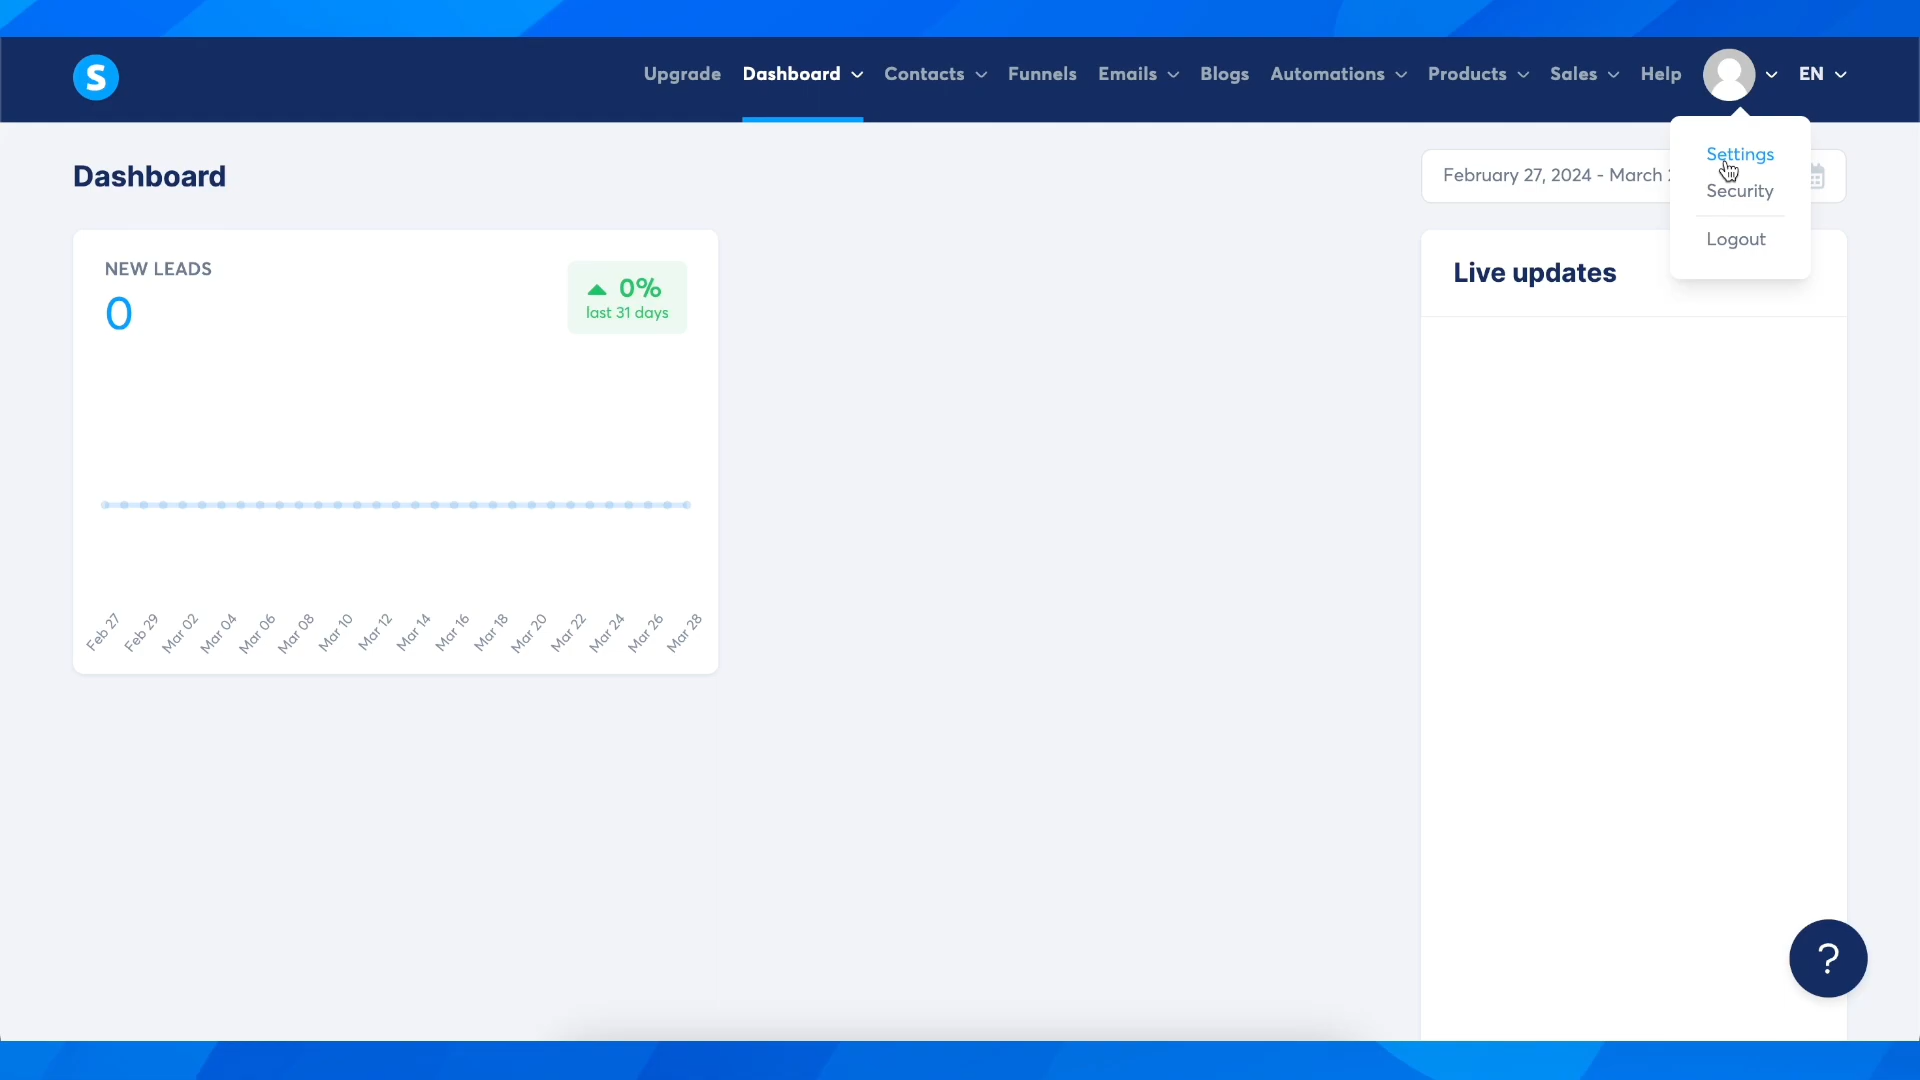 S
Upgrade Dashboard Contacts Funnels Emails Blogs Automations Products Sales Help EN
Settings
Security
Logout
Dashboard
February 27, 2024 - March
NEW LEADS
0
0%
last 31 days
Live updates
Feb 27 Feb 29 Mar 02 Mar 04 Mar 06 Mar 08 Mar 10 Mar 12 Mar 14 Mar 16 Mar 18 Mar 20 Mar 22 Mar 24 Mar 26 Mar 28
?